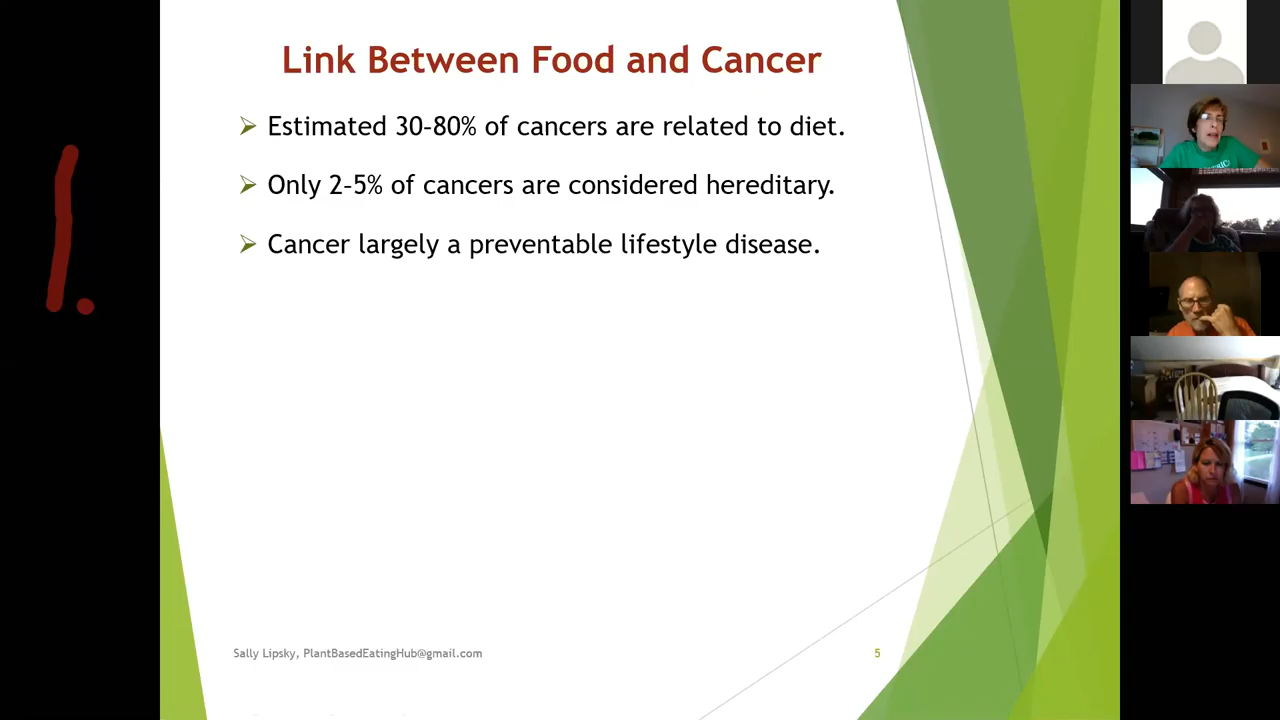 1.
Link Between Food and Cancer
Estimated 30-80% of cancers are related to diet.
Only 2-5% of cancers are considered hereditary.
Cancer largely a preventable lifestyle disease.
Sally Lipsky, PlantBasedEatingHub@gmail.com
5